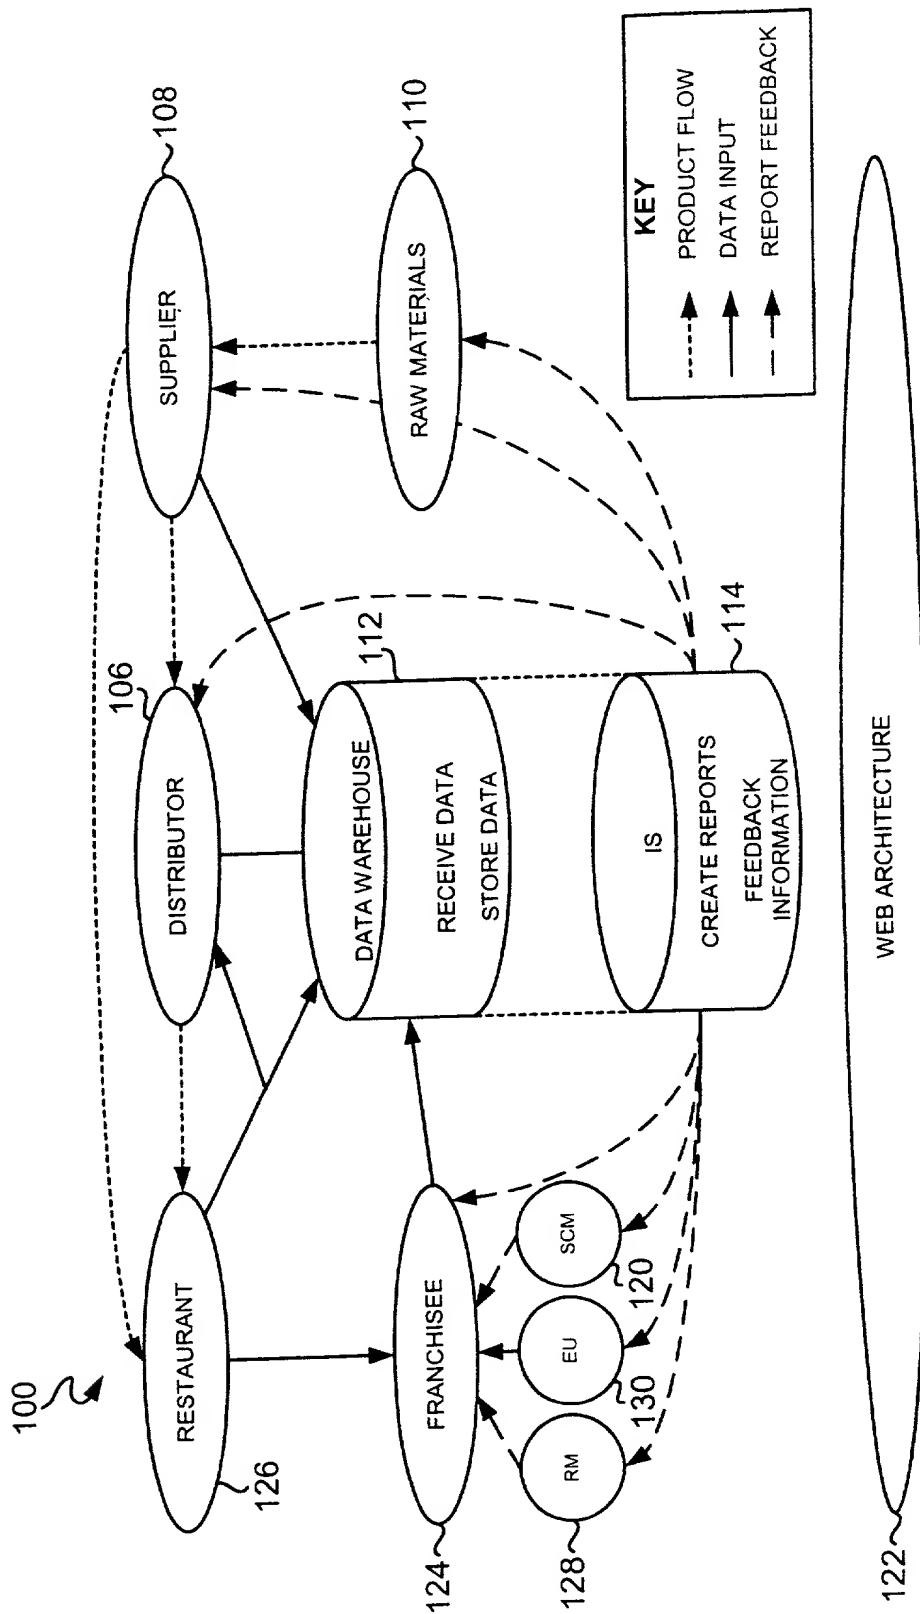 100
RESTAURANT
126
DISTRIBUTOR
106
SUPPLIER
108
FRANCHISEE
124
DATA WAREHOUSE
RECEIVE DATA
STORE DATA
112
RAW MATERIALS
110
RM
128
EU
130
SCM
120
IS
CREATE REPORTS
FEEDBACK
INFORMATION
114
KEY
PRODUCT FLOW
DATA INPUT
REPORT FEEDBACK
WEB ARCHITECTURE
122